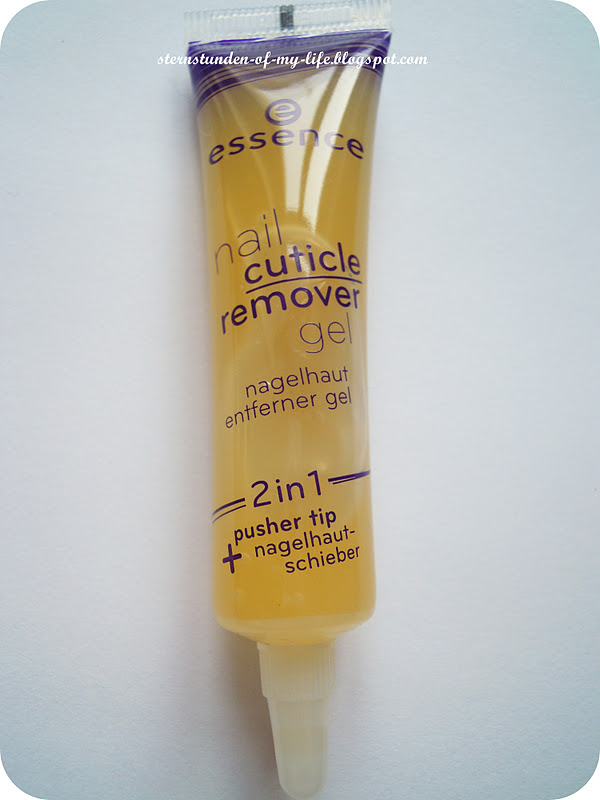 sternstunden-of-my-life.blogspot.com
e
essence
nail
cuticle
remover
gel
nagelhaut
entferner gel
2in1
+ pusher tip
nagelhaut-
schieber